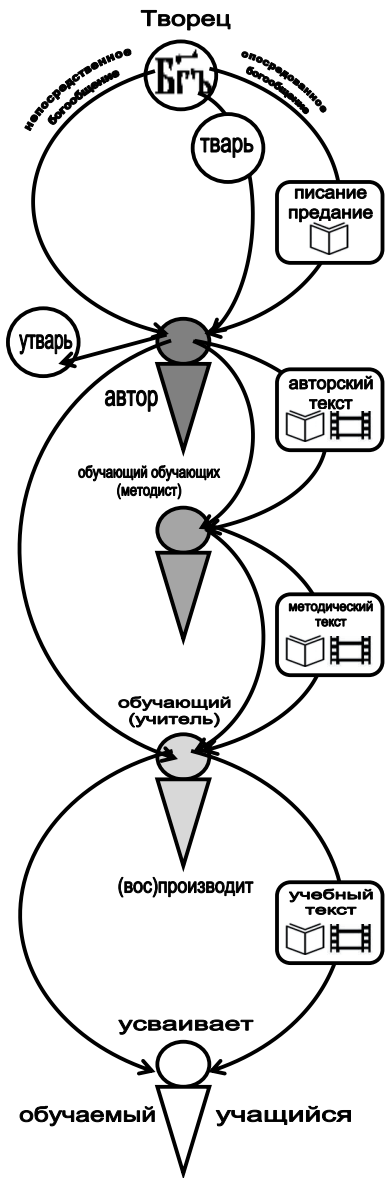 Творец
непосредственное
богообщение
Бгъ
опосредованное
богообщение
тварь
писание
предание
утварь
автор
авторский
текст
обучающий обучающих
(методист)
методический
текст
обучающий
(учитель)
(вос)производит
учебный
текст
усваивает
обучаемый
учащийся